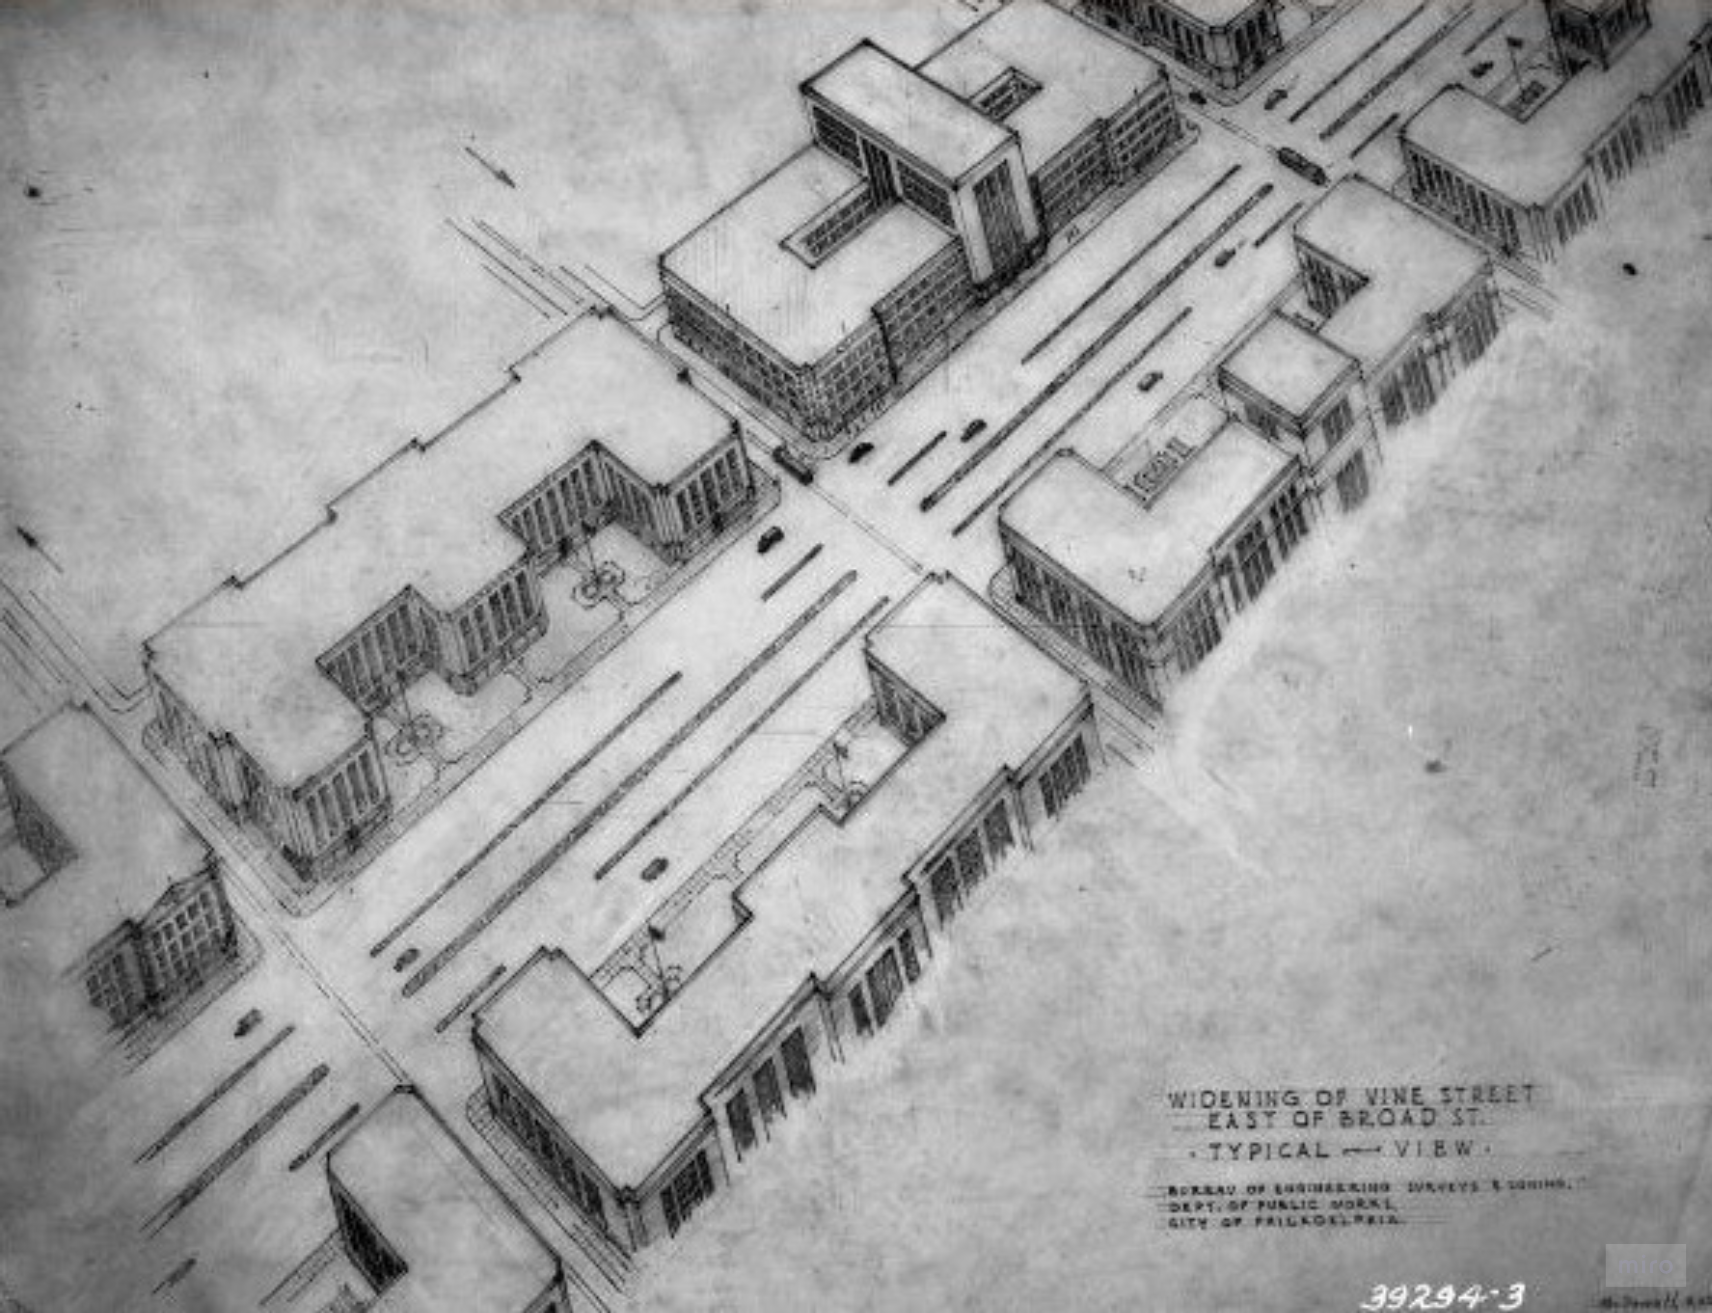 WIDENING OF VINE STREET
EAST OF BROAD ST.
· TYPICAL — VIEW ·
BUREAU OF ENGINEERING SURVEYS & ZONING.
DEPT. OF PUBLIC WORKS,
CITY OF PHILADELPHIA.
39294-3
miro